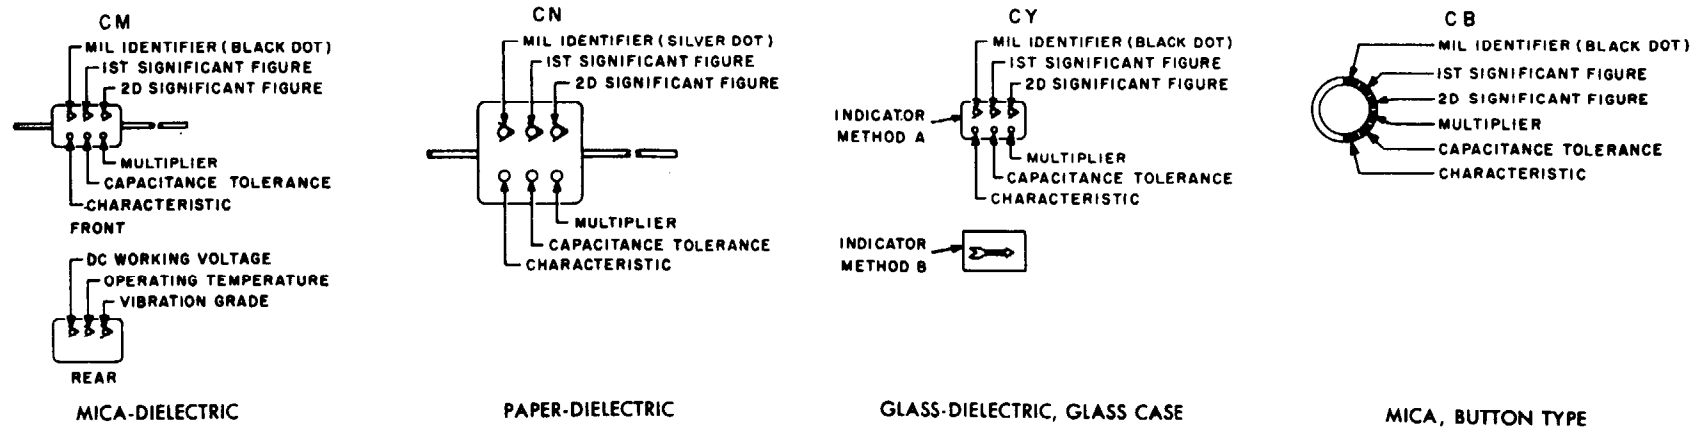 CM
MIL IDENTIFIER (BLACK DOT)
1ST SIGNIFICANT FIGURE
2D SIGNIFICANT FIGURE
MULTIPLIER
CAPACITANCE TOLERANCE
CHARACTERISTIC
FRONT
DC WORKING VOLTAGE
OPERATING TEMPERATURE
VIBRATION GRADE
REAR
MICA-DIELECTRIC
CN
MIL IDENTIFIER (SILVER DOT)
1ST SIGNIFICANT FIGURE
2D SIGNIFICANT FIGURE
MULTIPLIER
CAPACITANCE TOLERANCE
CHARACTERISTIC
PAPER-DIELECTRIC
CY
MIL IDENTIFIER (BLACK DOT)
1ST SIGNIFICANT FIGURE
2D SIGNIFICANT FIGURE
INDICATOR
METHOD A
MULTIPLIER
CAPACITANCE TOLERANCE
CHARACTERISTIC
INDICATOR
METHOD B
GLASS-DIELECTRIC, GLASS CASE
CB
MIL IDENTIFIER (BLACK DOT)
1ST SIGNIFICANT FIGURE
2D SIGNIFICANT FIGURE
MULTIPLIER
CAPACITANCE TOLERANCE
CHARACTERISTIC
MICA, BUTTON TYPE